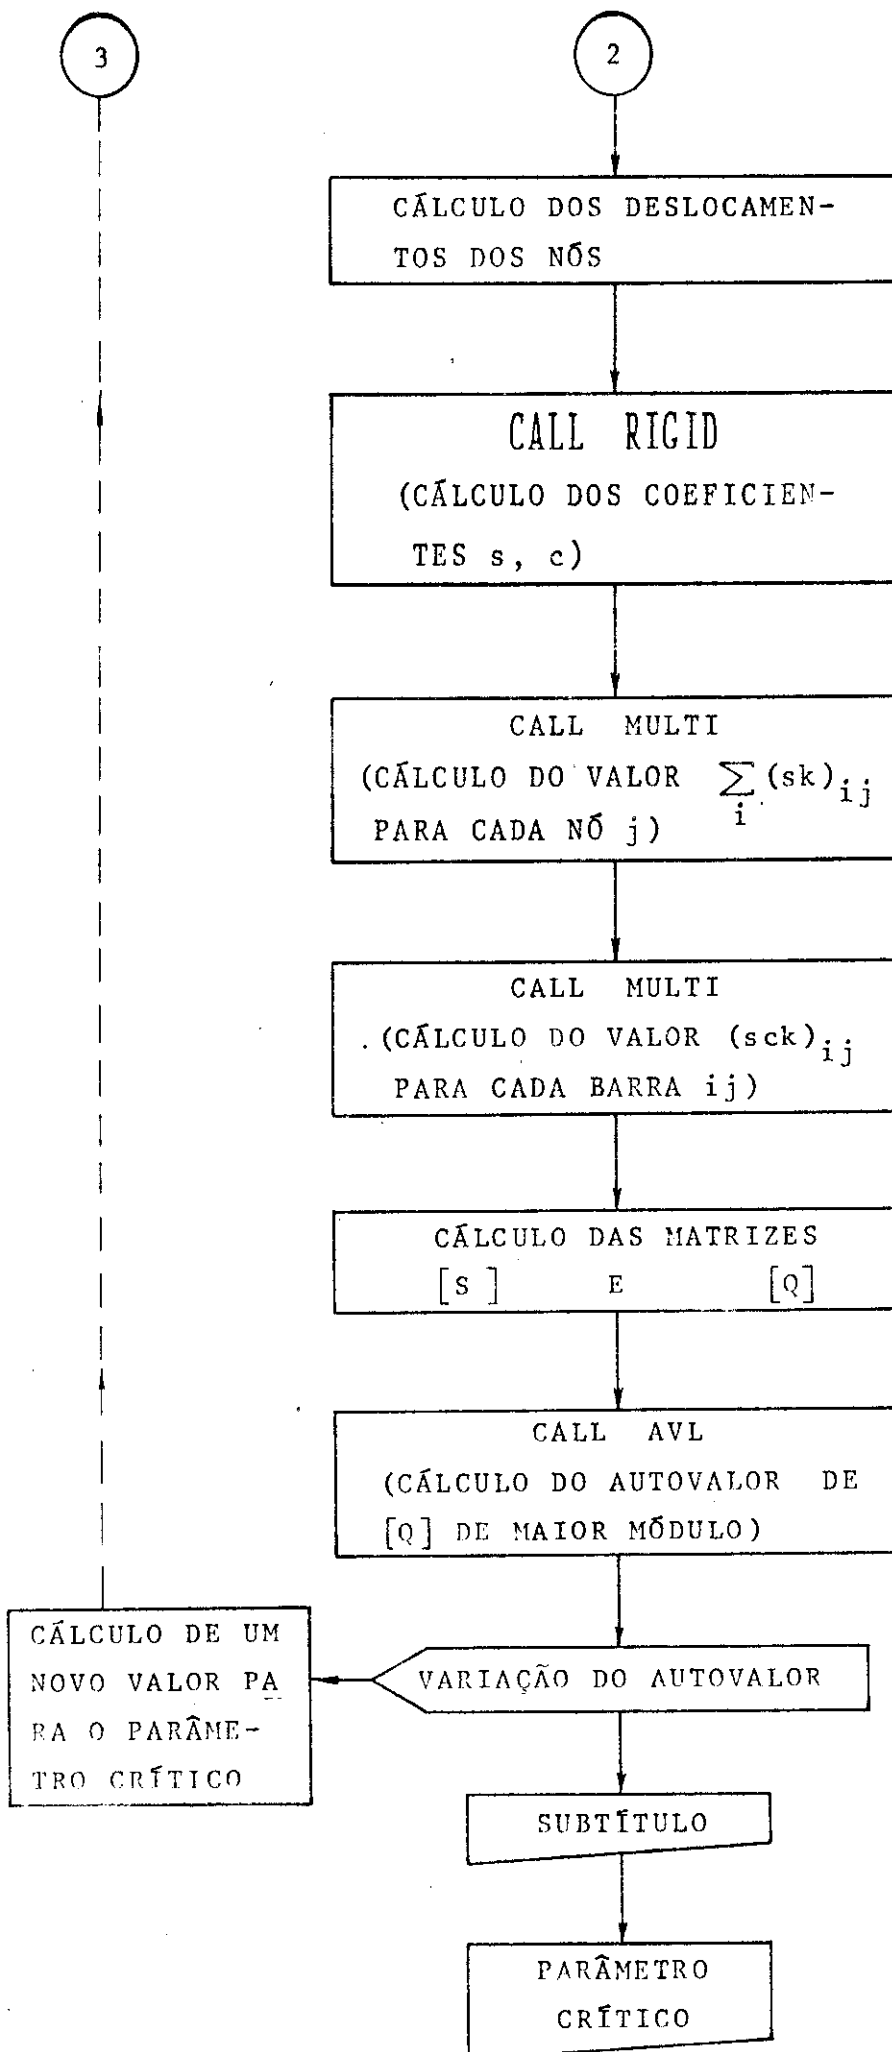 3
2
CÁLCULO DOS DESLOCAMEN-
TOS DOS NÓS
CALL RIGID
(CÁLCULO DOS COEFICIEN-
TES s, c)
CALL MULTI
(CÁLCULO DO VALOR ∑ (sk)ij
i
PARA CADA NÓ j)
CALL MULTI
(CÁLCULO DO VALOR (sck)ij
PARA CADA BARRA ij)
CÁLCULO DAS MATRIZES
[S ] E [Q]
CALL AVL
(CÁLCULO DO AUTOVALOR DE
[Q] DE MAIOR MÓDULO)
VARIAÇÃO DO AUTOVALOR
CÁLCULO DE UM
NOVO VALOR PA
RA O PARÂME-
TRO CRÍTICO
SUBTÍTULO
PARÂMETRO
CRÍTICO